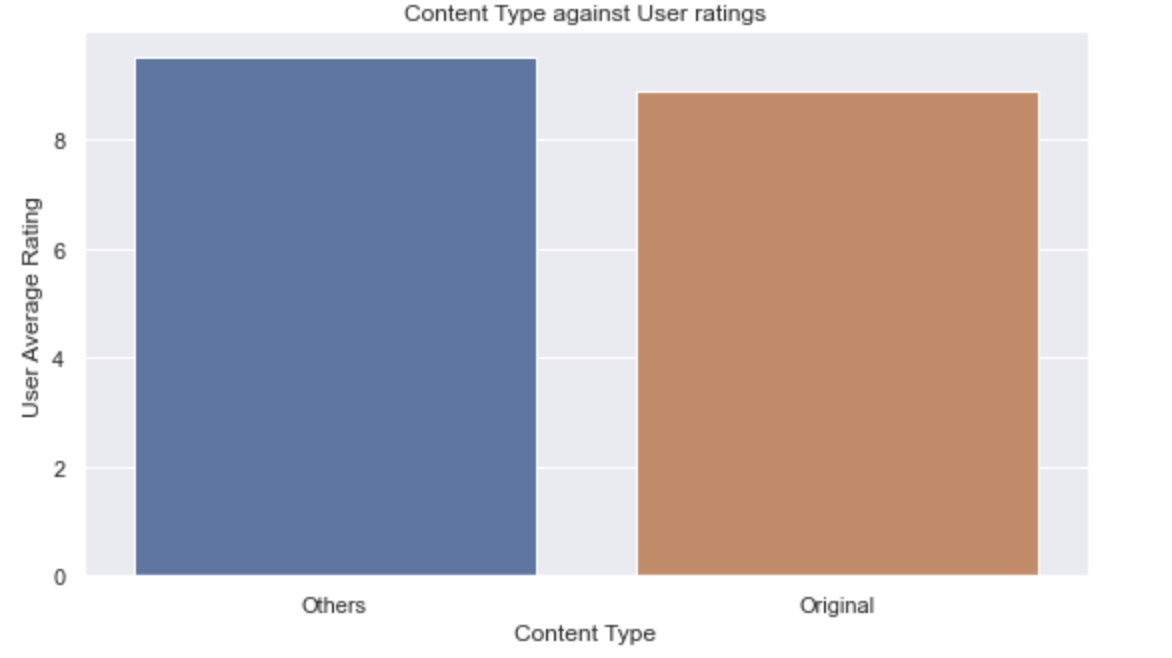 Content Type against User ratings
User Average Rating
8
6
4
2
0
Others Original
Content Type